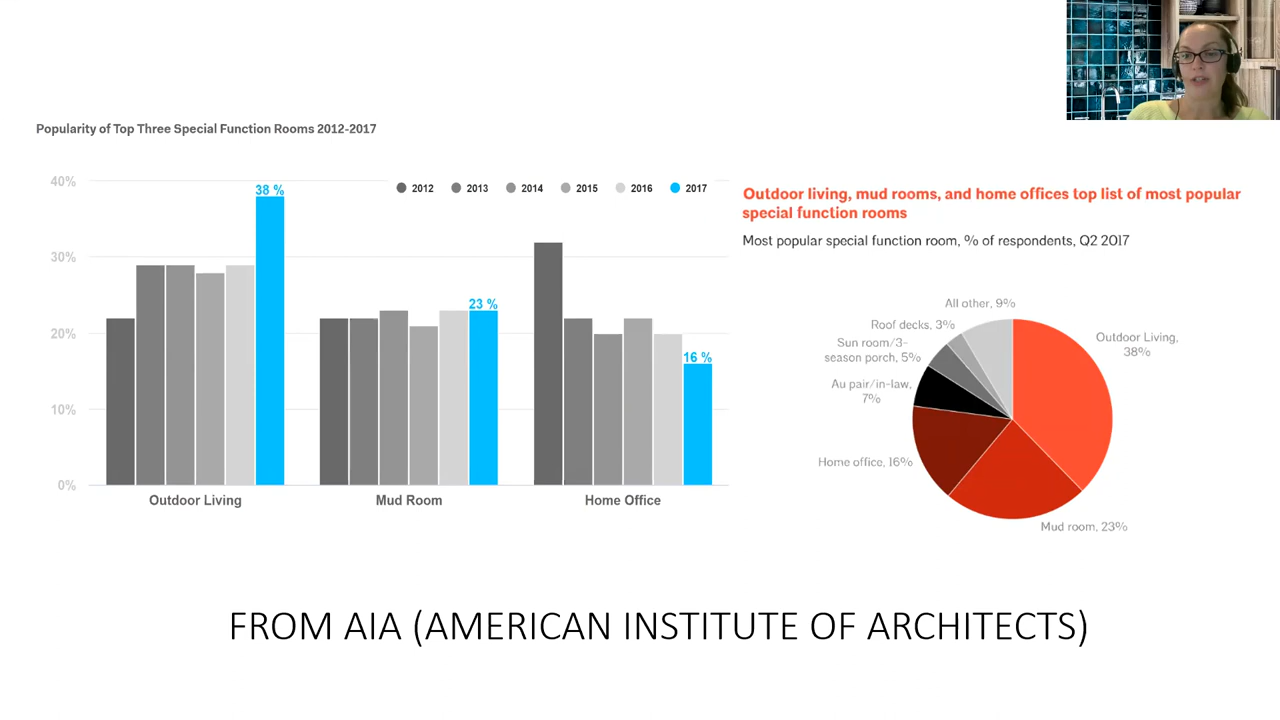 Popularity of Top Three Special Function Rooms 2012-2017
40%
30%
20%
10%
0%
2012
2013
2014
2015
2016
2017
38 %
23 %
16 %
Outdoor Living
Mud Room
Home Office
Outdoor living, mud rooms, and home offices top list of most popular
special function rooms
Most popular special function room, % of respondents, Q2 2017
All other, 9%
Roof decks, 3%
Sun room/3-
season porch, 5%
Au pair/in-law,
7%
Home office, 16%
Outdoor Living,
38%
Mud room, 23%
FROM AIA (AMERICAN INSTITUTE OF ARCHITECTS)